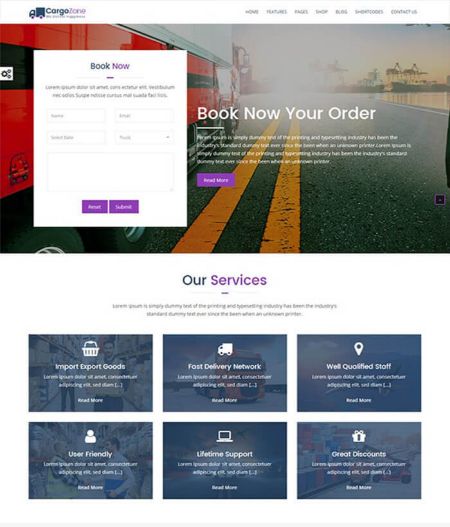 CargoZone
We Deliver Happiness
HOME FEATURES PAGES SHOP BLOG SHORTCODES CONTACT US
Book Now
Lorem ipsum dolor sit amet, cons ectetur elit. Vestibulum
nec odios Suspe ndisse cursus mal suada faci lisis.
Name Email
Select Date Truck
Reset Submit
Book Now Your Order
Lorem Ipsum is simply dummy text of the printing and typesetting industry has been the
industry's standard dummy text ever since the been when an unknown printer.Lorem Ipsum is
simply dummy text of the printing and typesetting industry has been the industry's standard dummy
text ever since the been when an unknown printer
Read More
Our Services
Lorem ipsum is simply dummy text of the printing and typesetting industry has been the industry's
standard dummy text ever since the been when an unknown printer.
Import Export Goods
Lorem ipsum dolor sit amet, consectetuer
adipiscing elit, sed diam [...]
Read More
Fast Delivery Network
Lorem ipsum dolor sit amet, consectetuer
adipiscing elit, sed diam [...]
Read More
Well Qualified Staff
Lorem ipsum dolor sit amet, consectetuer
adipiscing elit, sed diam [...]
Read More
User Friendly
Lorem ipsum dolor sit amet, consectetuer
adipiscing elit, sed diam [...]
Read More
Lifetime Support
Lorem ipsum dolor sit amet, consectetuer
adipiscing elit, sed diam [...]
Read More
Great Discounts
Lorem ipsum dolor sit amet, consectetuer
adipiscing elit, sed diam [...]
Read More